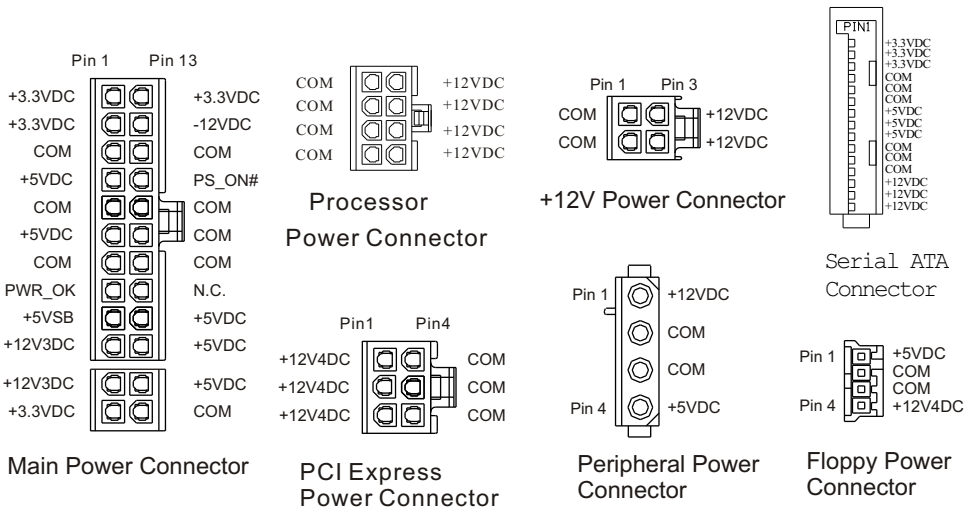 Pin 1 Pin 13
+3.3VDC +3.3VDC
+3.3VDC -12VDC
COM COM
+5VDC PS_ON#
COM COM
+5VDC COM
COM COM
PWR_OK N.C.
+5VSB +5VDC
+12V3DC +5VDC
+12V3DC +5VDC
+3.3VDC COM
Main Power Connector
COM +12VDC
COM +12VDC
COM +12VDC
COM +12VDC
Processor
Power Connector
Pin 1 Pin 3
COM +12VDC
COM +12VDC
+12V Power Connector
PIN1
+3.3VDC
+3.3VDC
+3.3VDC
COM
COM
COM
+5VDC
+5VDC
+5VDC
COM
COM
COM
+12VDC
+12VDC
+12VDC
Serial ATA
Connector
Pin1 Pin4
+12V4DC COM
+12V4DC COM
+12V4DC COM
PCI Express
Power Connector
Pin 1 +12VDC
COM
COM
Pin 4 +5VDC
Peripheral Power
Connector
Pin 1 +5VDC
COM
COM
Pin 4 +12V4DC
Floppy Power
Connector